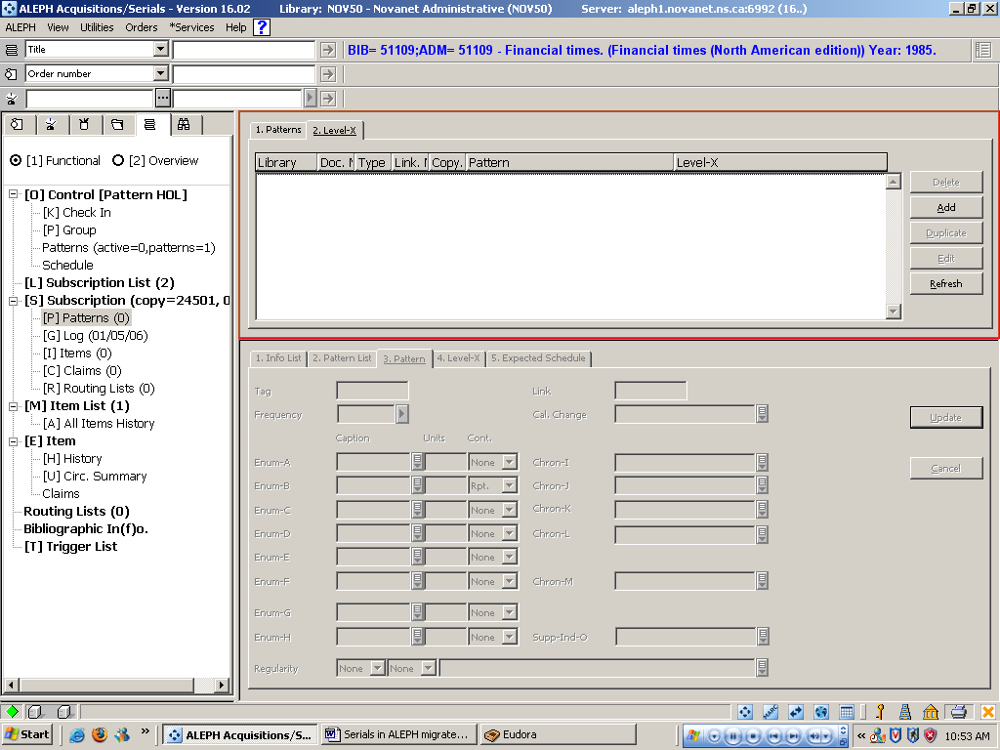 ALEPH Acquisitions/Serials - Version 16.02 Library: NOV50 - Novanet Administrative (NOV50) Server: aleph1.novanet.ns.ca:6992 (16..)
ALEPH View Utilities Orders *Services Help ?
Title
BIB= 51109;ADM= 51109 - Financial times. (Financial times (North American edition)) Year: 1985.
Order number
[1] Functional [2] Overview
[O] Control [Pattern HOL]
[K] Check In
[P] Group
Patterns (active=0,patterns=1)
Schedule
[L] Subscription List (2)
[S] Subscription (copy=24501, 0
[P] Patterns (0)
[G] Log (01/05/06)
[I] Items (0)
[C] Claims (0)
[R] Routing Lists (0)
[M] Item List (1)
[A] All Items History
[E] Item
[H] History
[U] Circ. Summary
Claims
Routing Lists (0)
Bibliographic In(f)o.
[T] Trigger List
1. Patterns 2. Level-X
Library Doc. N Type Link. N Copy. Pattern Level-X
Delete
Add
Duplicate
Edit
Refresh
1. Info List 2. Pattern List 3. Pattern 4. Level-X 5. Expected Schedule
Tag Link
Frequency Cal. Change
Update
Caption Units Cont.
Enum-A None Chron-I
Cancel
Enum-B Rpt. Chron-J
Enum-C None Chron-K
Enum-D None Chron-L
Enum-E None
Enum-F None Chron-M
Enum-G None
Enum-H None Supp-Ind-O
Regularity None None
Start » ALEPH Acquisitions/S... Serials in ALEPH migrate... Eudora « 10:53 AM